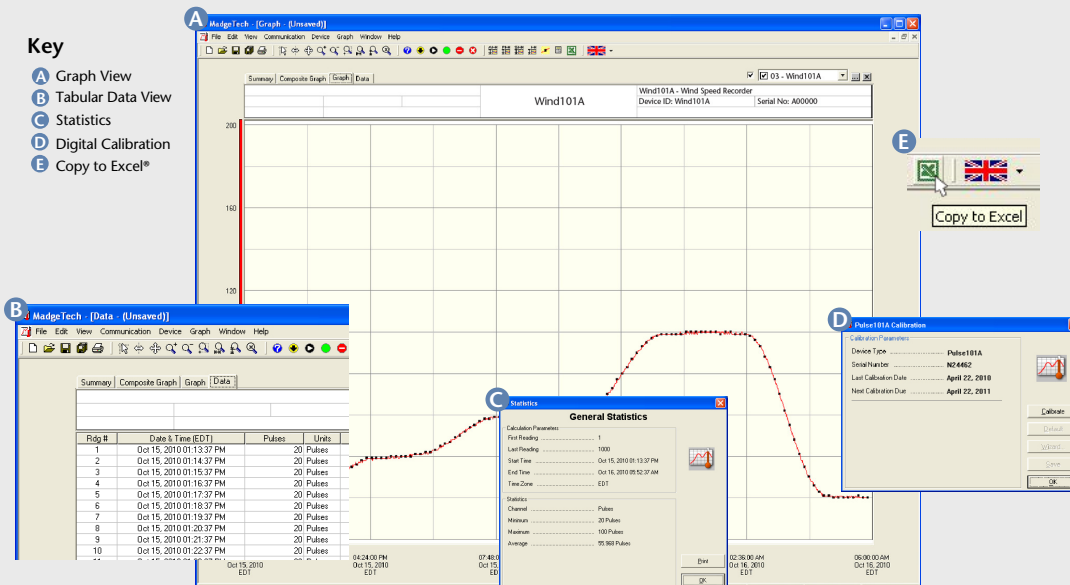 Key
A Graph View
B Tabular Data View
C Statistics
D Digital Calibration
E Copy to Excel®
A
MadgeTech - [Graph - (Unsaved)]
File Edit View Communication Device Graph Window Help
Summary Composite Graph Graph Data
03 - Wind101A
Wind101A
Wind101A - Wind Speed Recorder
Device ID: Wind101A Serial No: A00000
200
160
120
04:24:00 PM
Oct 15, 2010
EDT
07:48:0
Oct 15,
02:36:00 AM
Oct 16, 2010
EDT
06:00:00 AM
Oct 16, 2010
EDT
Oct 15, 2010
EDT
E
Copy to Excel
B
MadgeTech - [Data - (Unsaved)]
File Edit View Communication Device Graph Window Help
Summary Composite Graph Graph Data
Rdg # Date & Time (EDT) Pulses Units
1 Oct 15, 2010 01:13:37 PM 20 Pulses
2 Oct 15, 2010 01:14:37 PM 20 Pulses
3 Oct 15, 2010 01:15:37 PM 20 Pulses
4 Oct 15, 2010 01:16:37 PM 20 Pulses
5 Oct 15, 2010 01:17:37 PM 20 Pulses
6 Oct 15, 2010 01:18:37 PM 20 Pulses
7 Oct 15, 2010 01:19:37 PM 20 Pulses
8 Oct 15, 2010 01:20:37 PM 20 Pulses
9 Oct 15, 2010 01:21:37 PM 20 Pulses
10 Oct 15, 2010 01:22:37 PM 20 Pulses
C
Statistics
General Statistics
Calculation Parameters
First Reading 1
Last Reading 1000
Start Time Oct 15, 2010 01:13:37 PM
End Time Oct 16, 2010 05:52:37 AM
Time Zone EDT
Statistics
Channel Pulses
Minimum 20 Pulses
Maximum 100 Pulses
Average 55.968 Pulses
Print
OK
D
Pulse101A Calibration
Calibration Parameters
Device Type Pulse101A
Serial Number N24462
Last Calibration Date April 22, 2010
Next Calibration Due April 22, 2011
Calibrate
Default
Wizard
Save
OK